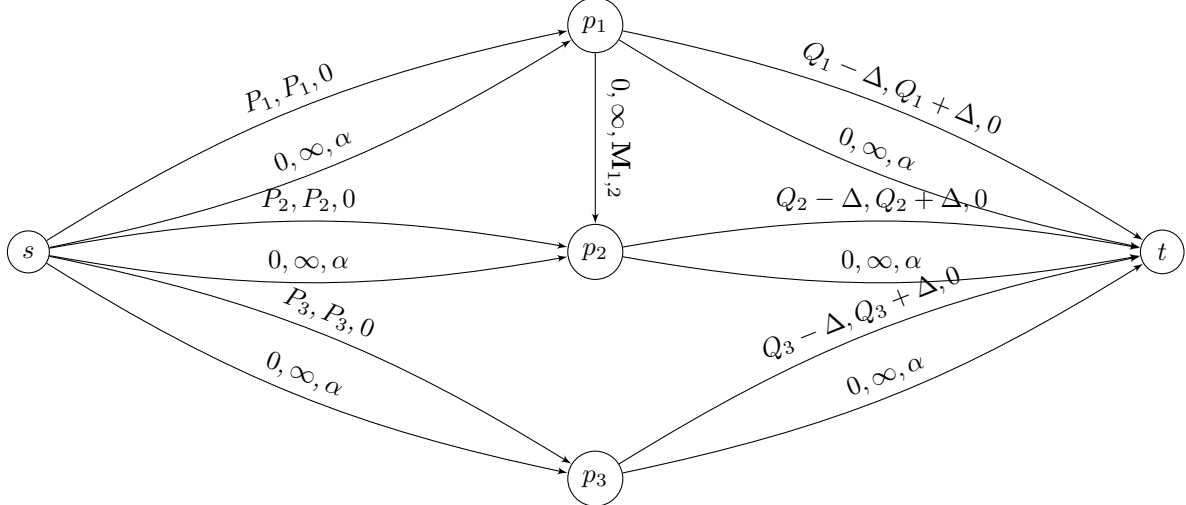 p₁
P₁, P₁, 0
Q₁ − Δ, Q₁ + Δ, 0
0, ∞, α
0, ∞, M₁,₂
0, ∞, α
P₂, P₂, 0
Q₂ − Δ, Q₂ + Δ, 0
s
p₂
t
0, ∞, α
0, ∞, α
P₃, P₃, 0
Q₃ − Δ, Q₃ + Δ, 0
0, ∞, α
0, ∞, α
p₃